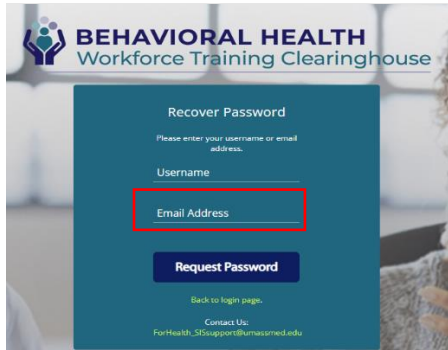 BEHAVIORAL HEALTH
Workforce Training Clearinghouse
Recover Password
Please enter your username or email
address.
Username
Email Address
Request Password
Back to login page.
Contact Us:
ForHealth_SISsupport@umassmed.edu